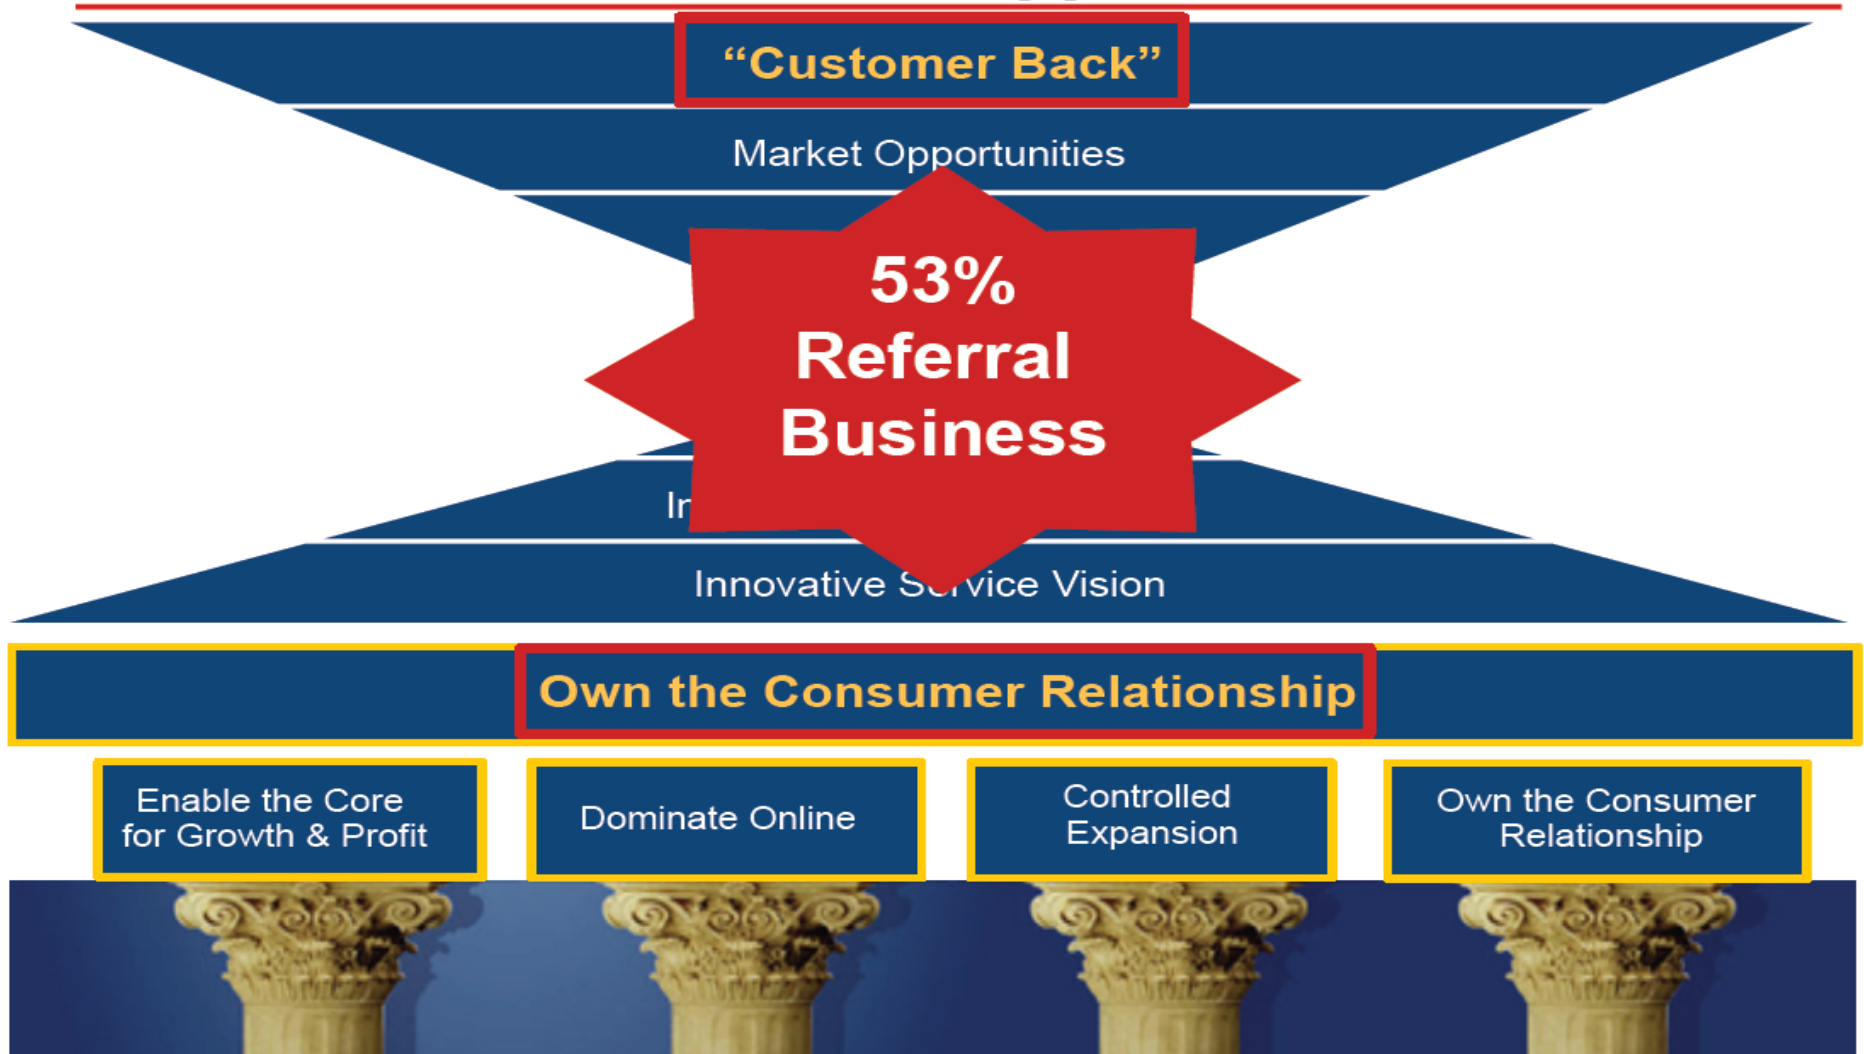 “Customer Back”
Market Opportunities
53%
Referral
Business
Innovative Service Vision
Own the Consumer Relationship
Enable the Core
for Growth & Profit
Dominate Online
Controlled
Expansion
Own the Consumer
Relationship